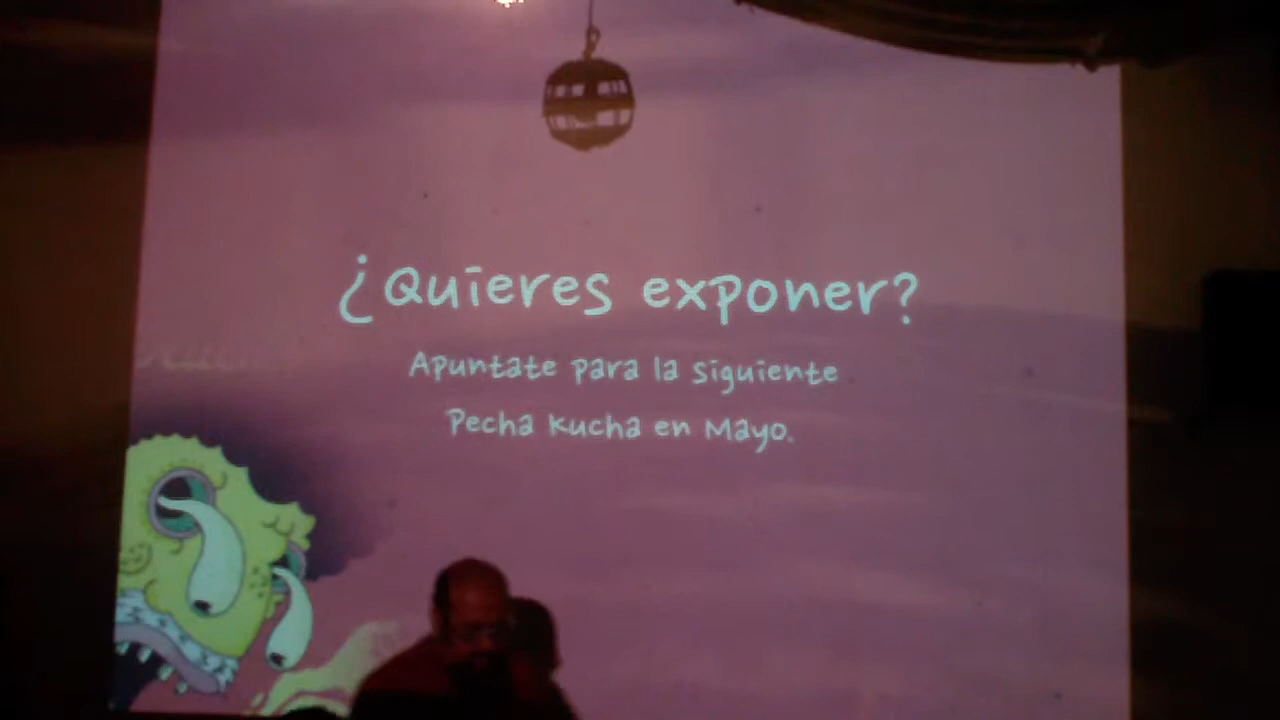 ¿Quieres exponer?
Apuntate para la siguiente
Pecha Kucha en Mayo.